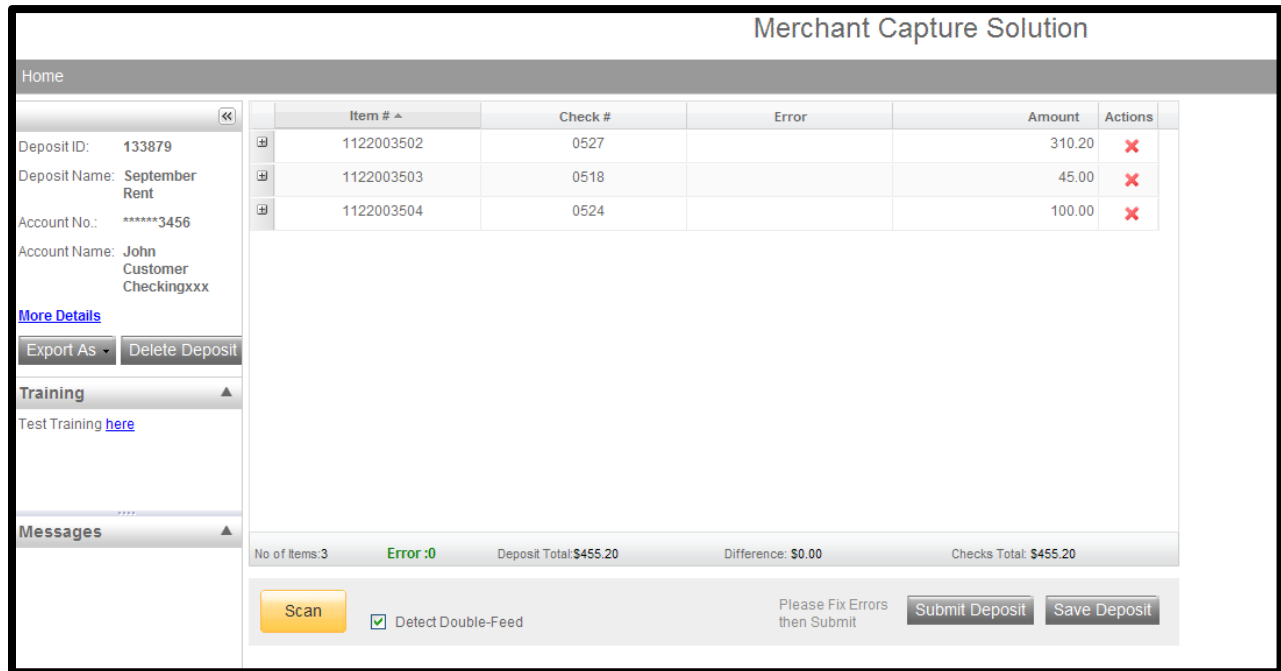 Merchant Capture Solution
Home
Deposit ID: 133879
Deposit Name: September
Rent
Account No.: ******3456
Account Name: John
Customer
Checkingxxx
More Details
Export As Delete Deposit
Training
Test Training here
Messages
Item # Check # Error Amount Actions
1122003502 0527 310.20
1122003503 0518 45.00
1122003504 0524 100.00
No of Items:3 Error :0 Deposit Total:$455.20 Difference: $0.00 Checks Total: $455.20
Scan Detect Double-Feed
Please Fix Errors
then Submit
Submit Deposit Save Deposit